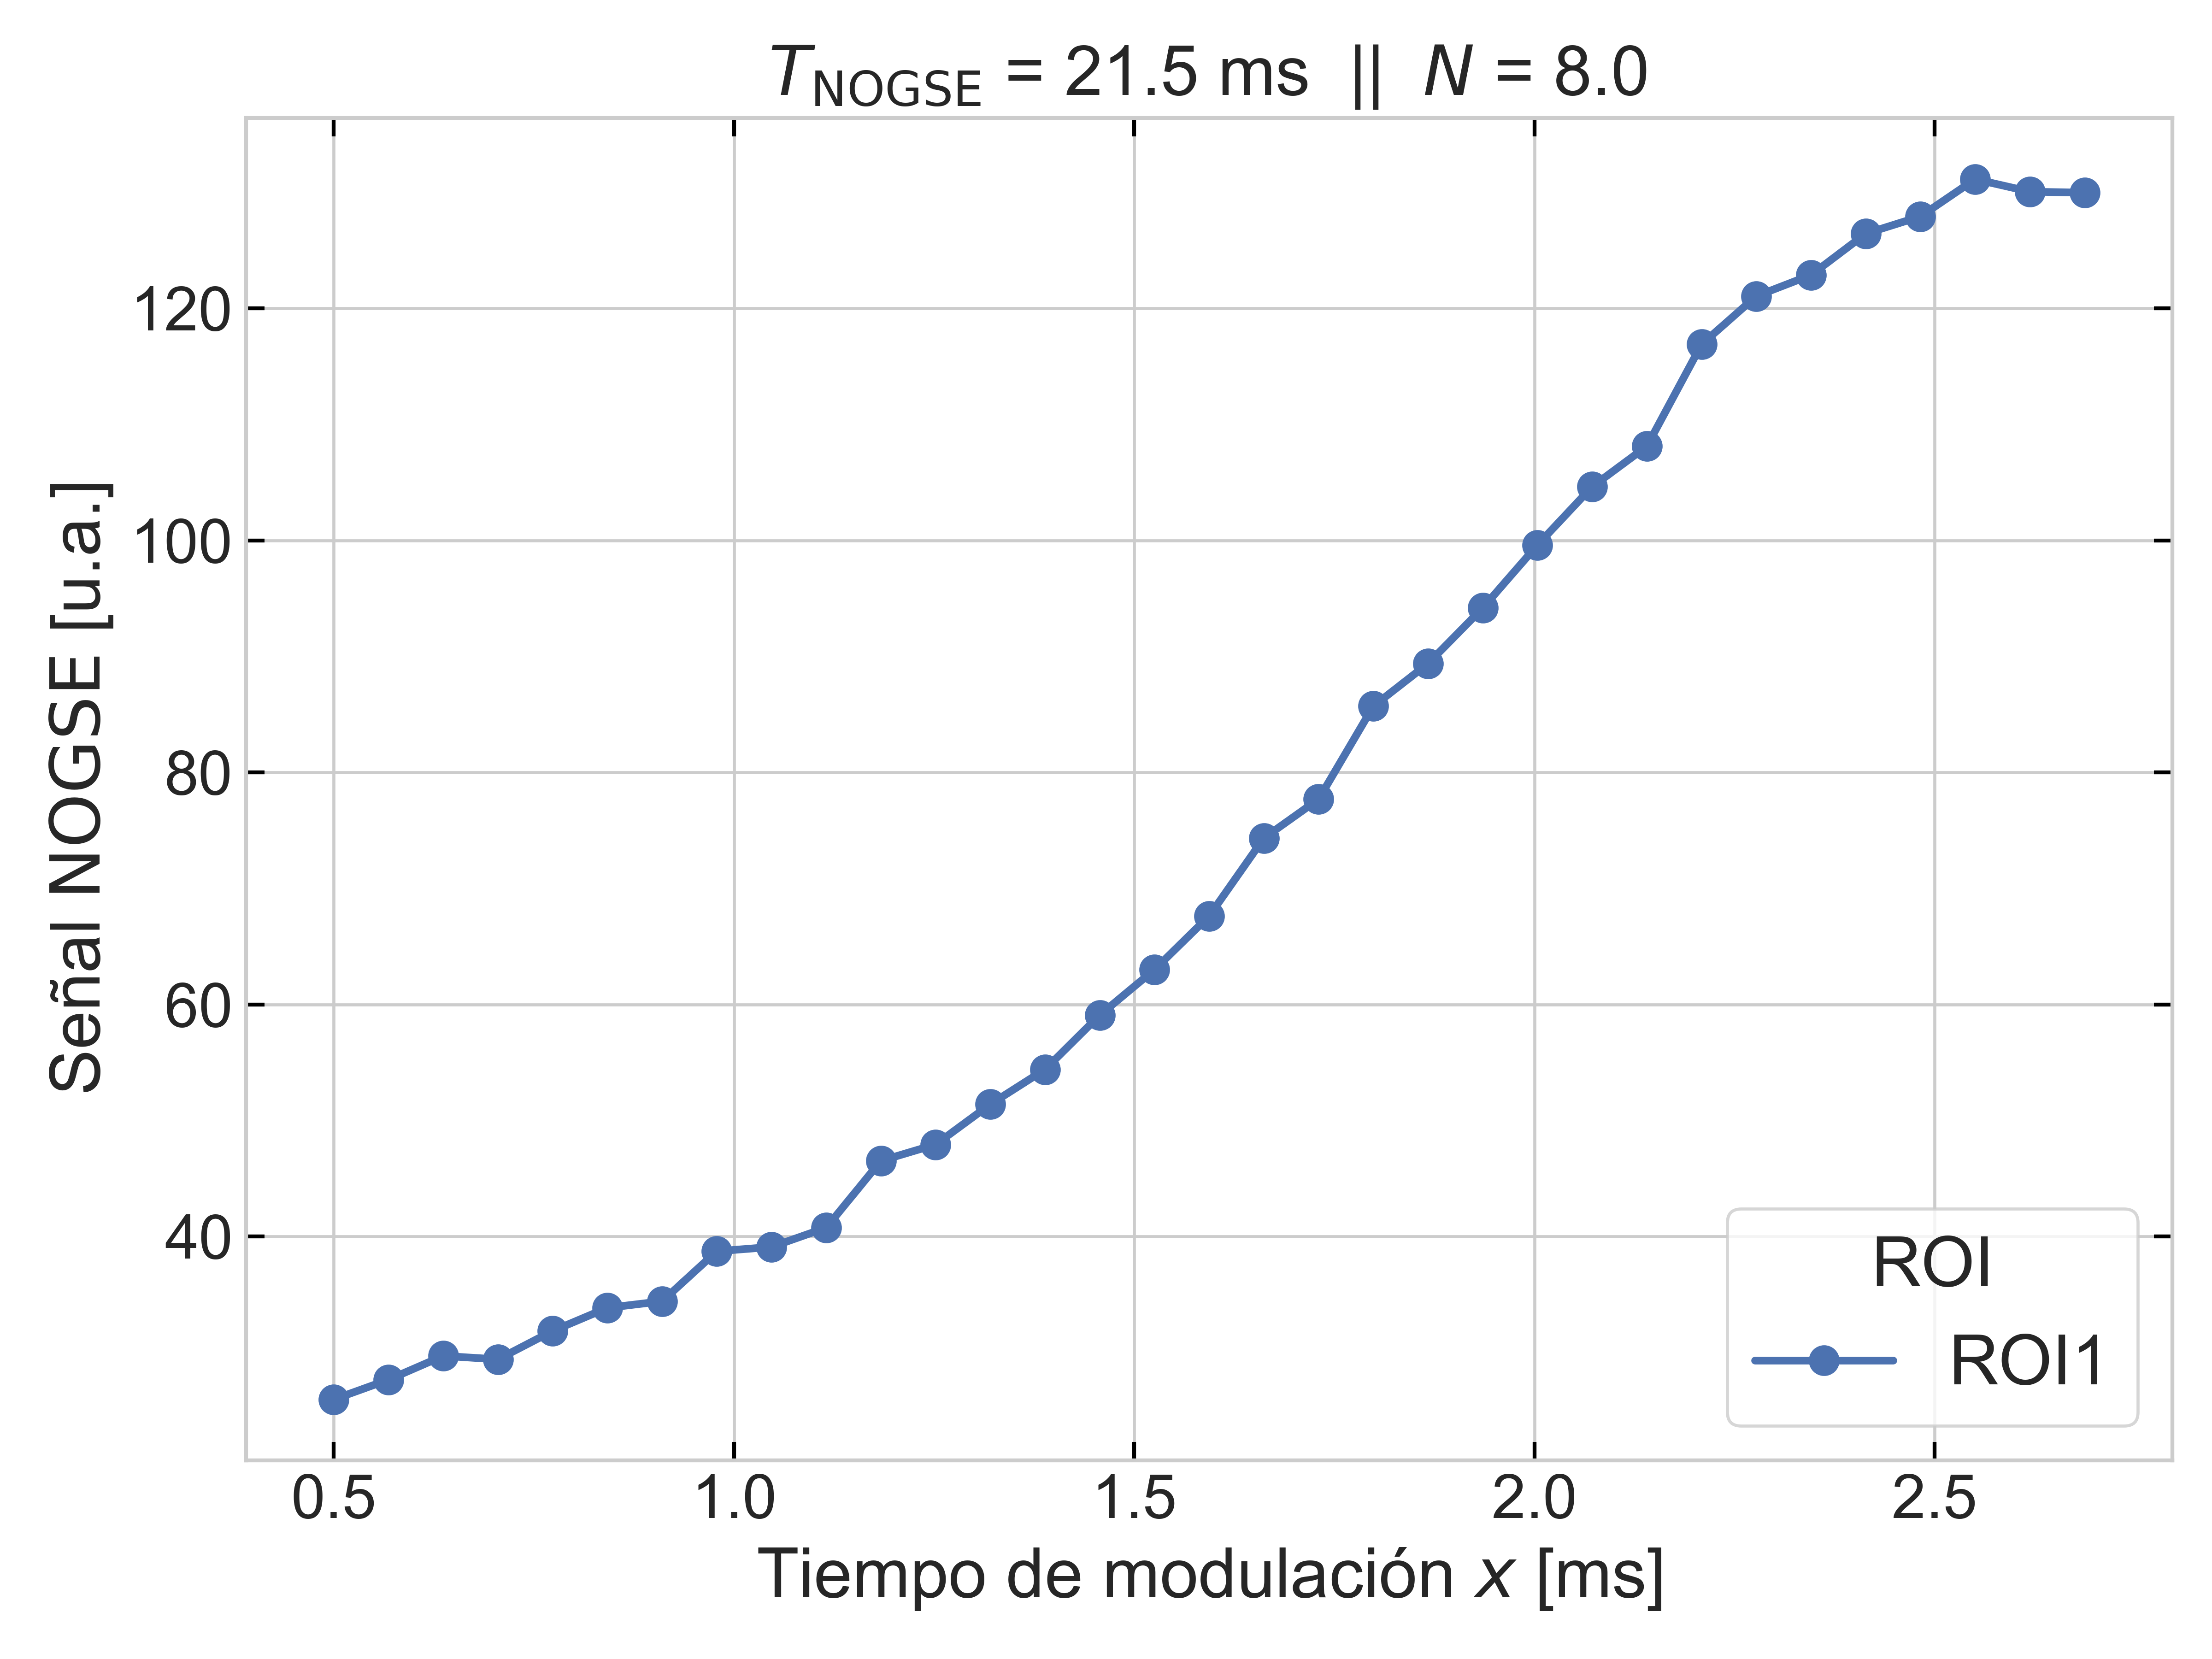 T_NOGSE = 21.5 ms || N = 8.0
Señal NOGSE [u.a.]
120
100
80
60
40
ROI
ROI1
0.5 1.0 1.5 2.0 2.5
Tiempo de modulación x [ms]